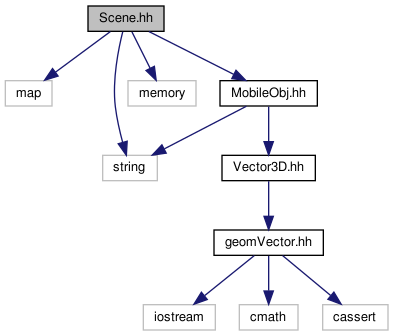 Scene.hh
map
memory
MobileObj.hh
string
Vector3D.hh
geomVector.hh
iostream
cmath
cassert